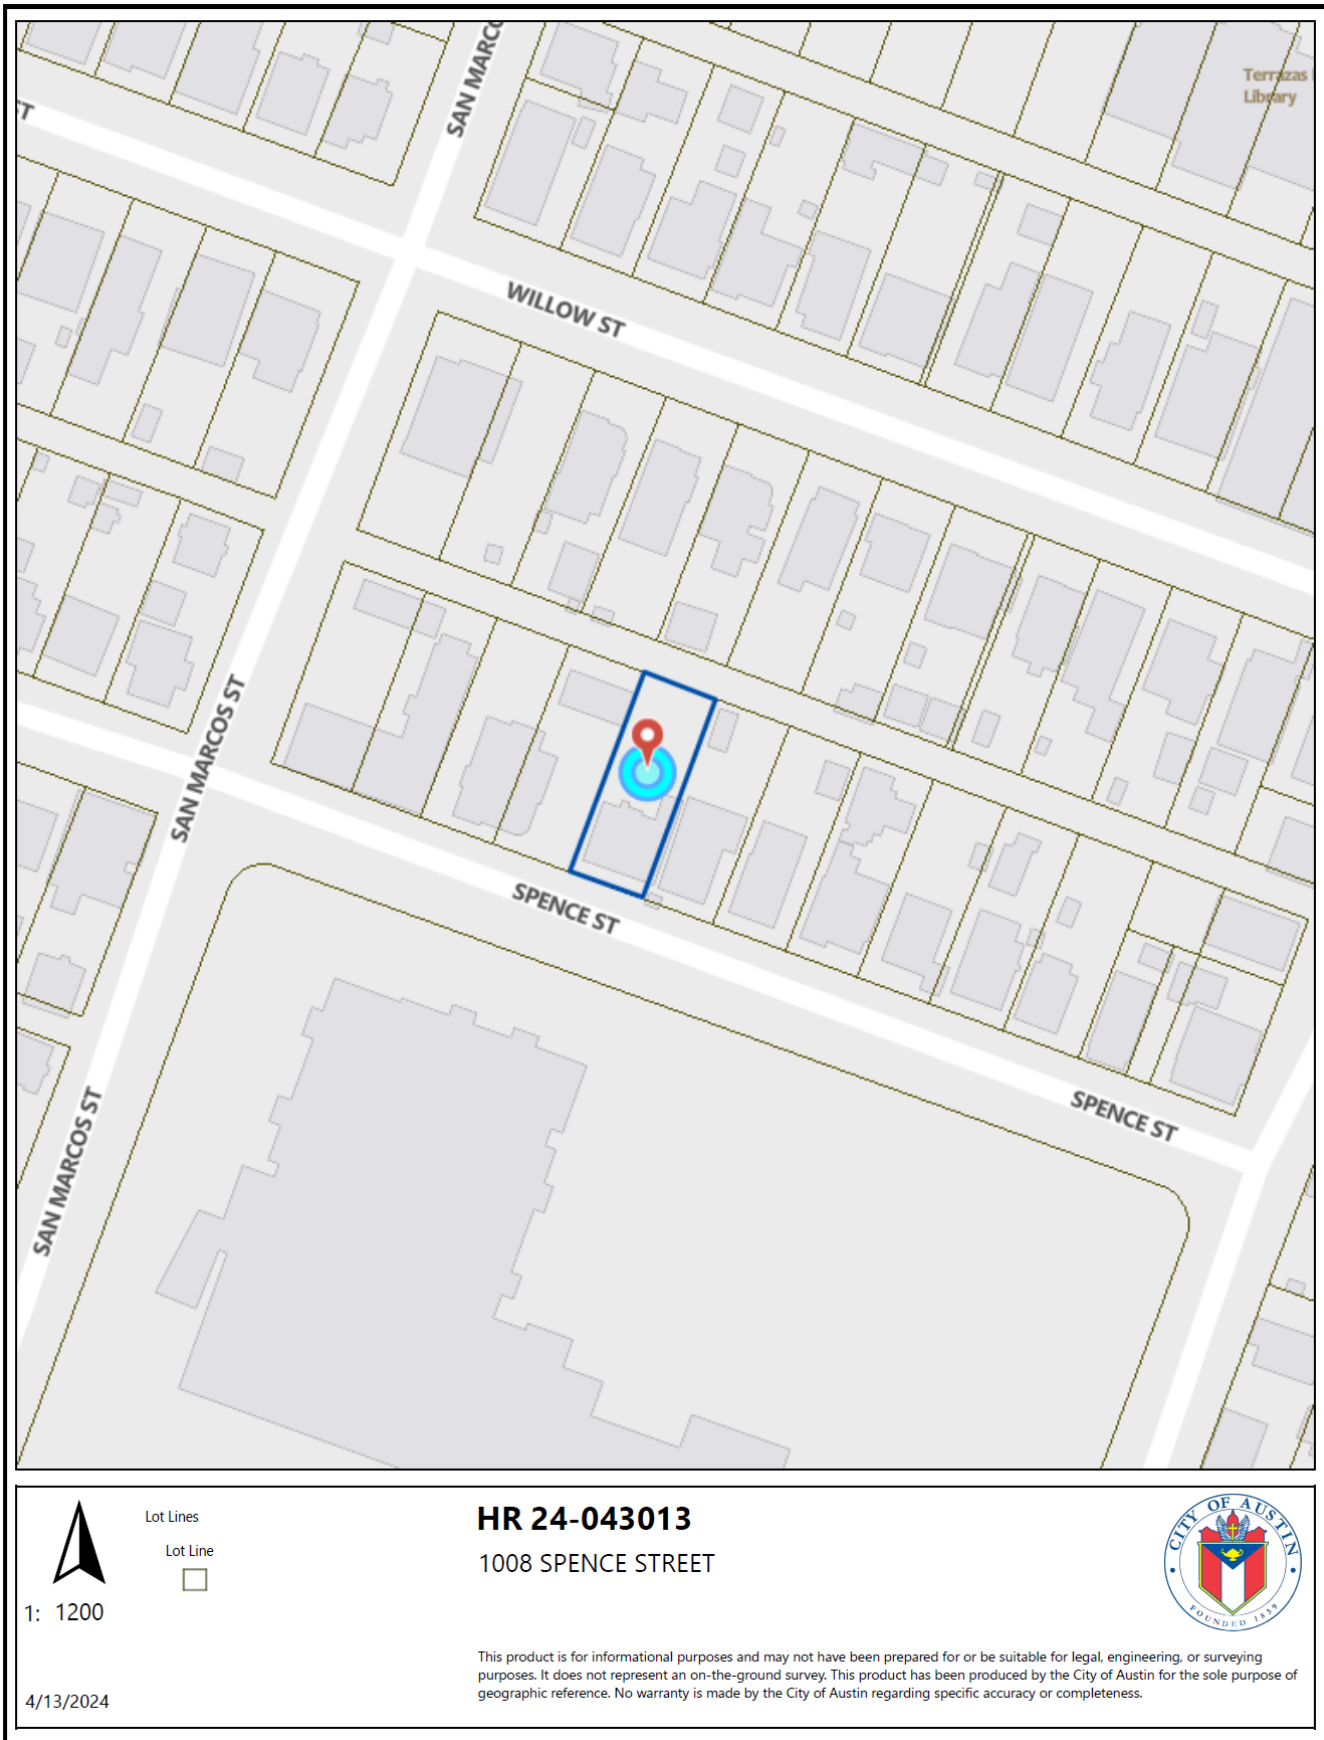 SAN MARCO
Terrazas
Library
ST
WILLOW ST
SAN MARCOS ST
SPENCE ST
SPENCE ST
SAN MARCOS ST
Lot Lines
Lot Line
1: 1200
4/13/2024
HR 24-043013
1008 SPENCE STREET
This product is for informational purposes and may not have been prepared for or be suitable for legal, engineering, or surveying
purposes. It does not represent an on-the-ground survey. This product has been produced by the City of Austin for the sole purpose of
geographic reference. No warranty is made by the City of Austin regarding specific accuracy or completeness.
CITY OF AUSTIN
FOUNDED 1839